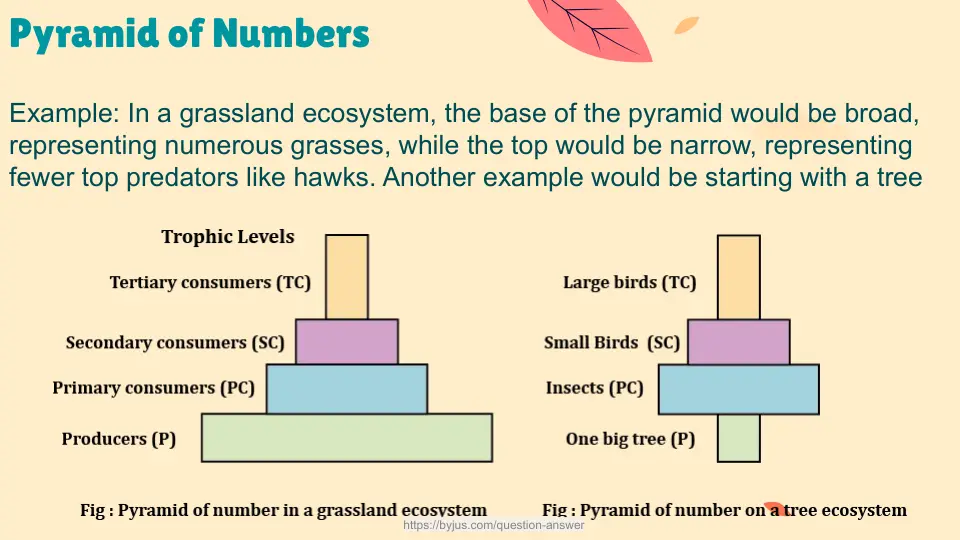 Pyramid of Numbers
Example: In a grassland ecosystem, the base of the pyramid would be broad,
representing numerous grasses, while the top would be narrow, representing
fewer top predators like hawks. Another example would be starting with a tree
Trophic Levels
Tertiary consumers (TC)
Secondary consumers (SC)
Primary consumers (PC)
Producers (P)
Fig : Pyramid of number in a grassland ecosystem
Large birds (TC)
Small Birds (SC)
Insects (PC)
One big tree (P)
Fig : Pyramid of number on a tree ecosystem
https://byjus.com/question-answer